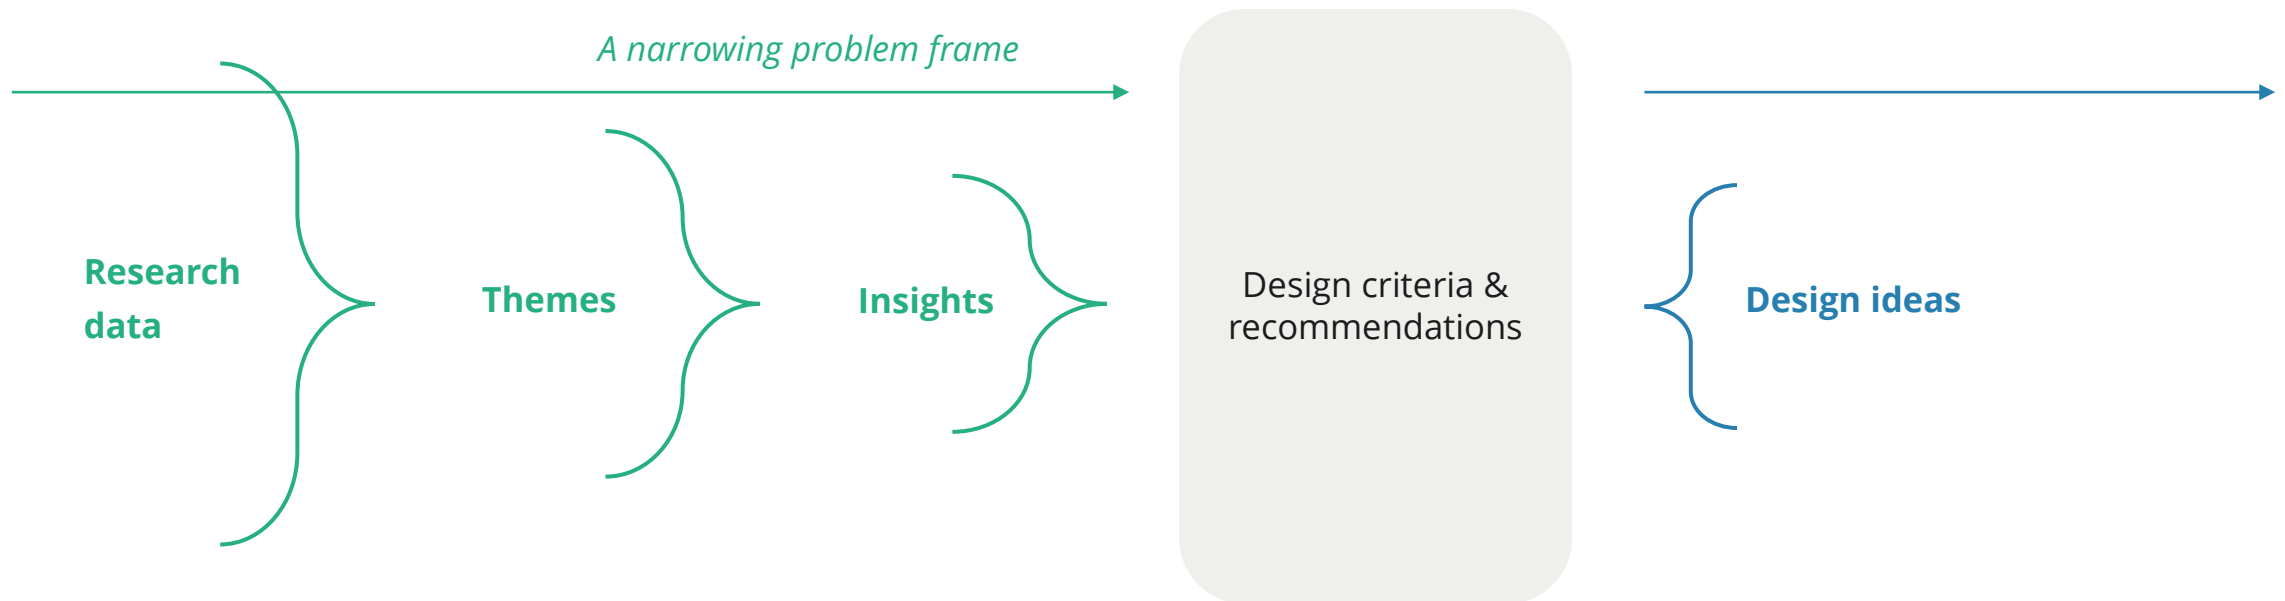 A narrowing problem frame
Research
data
Themes
Insights
Design criteria &
recommendations
Design ideas